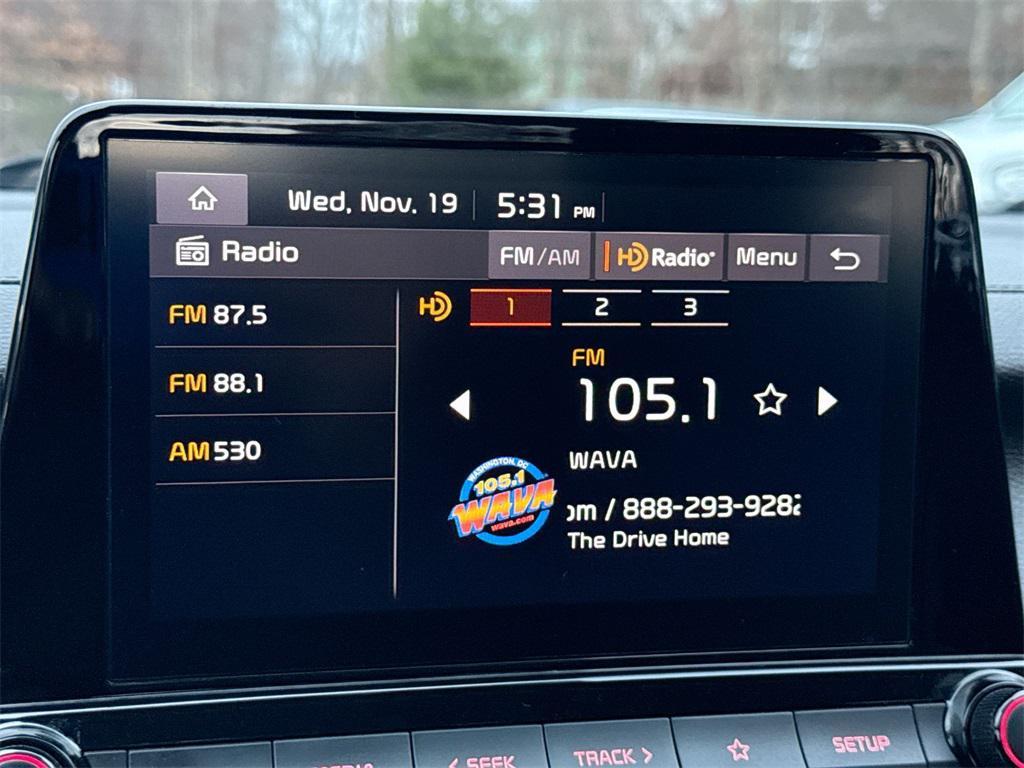 Wed, Nov. 19 5:31 PM
Radio FM/AM HD Radio Menu
HD 1 2 3
FM 87.5
FM 88.1
AM 530
FM
105.1
WAVA
om / 888-293-928
The Drive Home
WASHINGTON, DC
105.1
WAVA
wava.com
SEEK TRACK SETUP